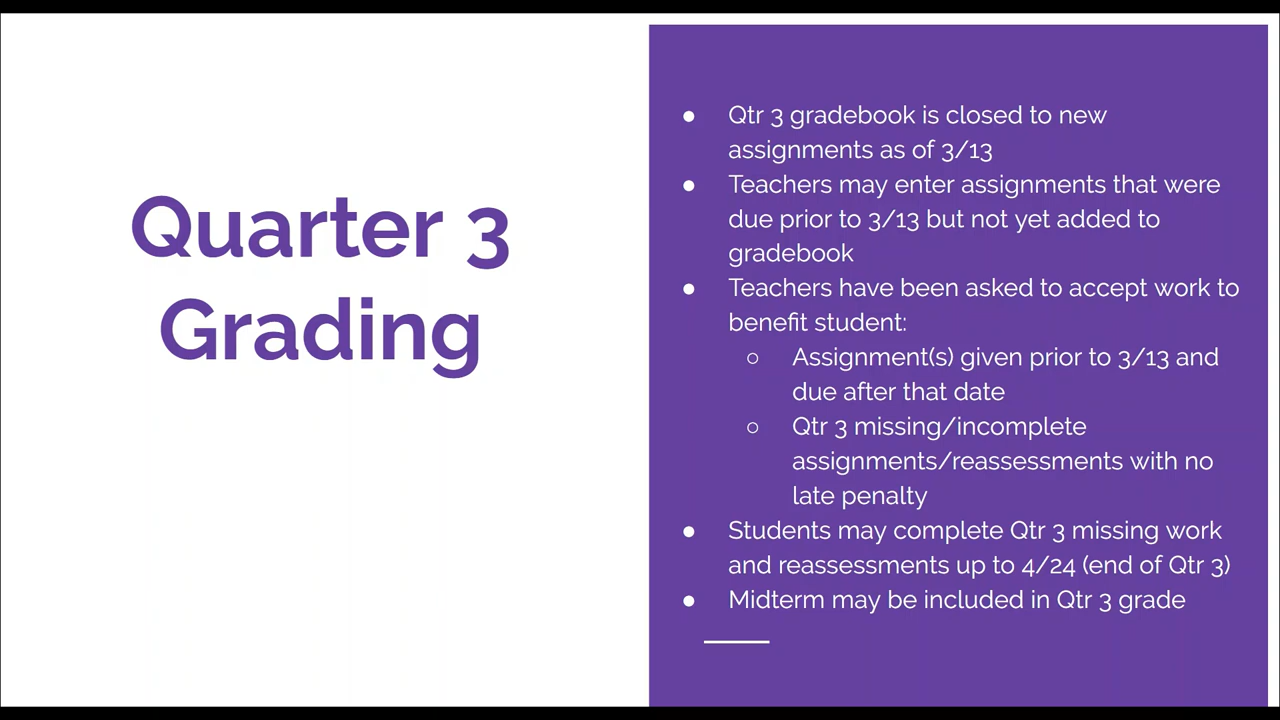 Quarter 3
Grading
● Qtr 3 gradebook is closed to new
assignments as of 3/13
● Teachers may enter assignments that were
due prior to 3/13 but not yet added to
gradebook
● Teachers have been asked to accept work to
benefit student:
○ Assignment(s) given prior to 3/13 and
due after that date
○ Qtr 3 missing/incomplete
assignments/reassessments with no
late penalty
● Students may complete Qtr 3 missing work
and reassessments up to 4/24 (end of Qtr 3)
● Midterm may be included in Qtr 3 grade